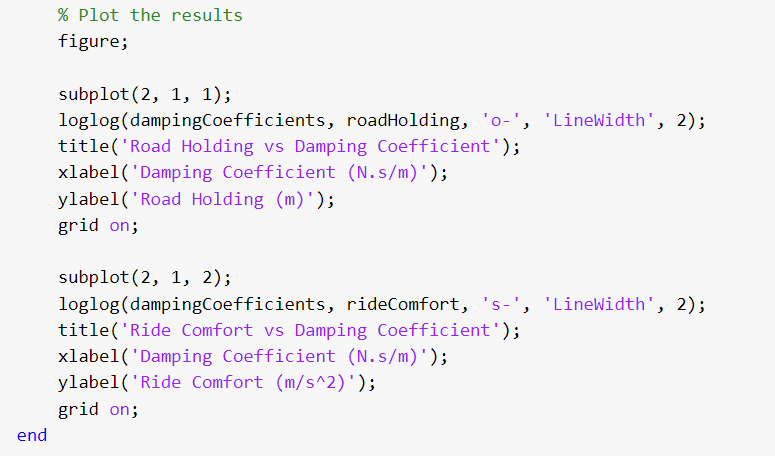 % Plot the results
figure;
subplot(2, 1, 1);
loglog(dampingCoefficients, roadHolding, 'o-', 'LineWidth', 2);
title('Road Holding vs Damping Coefficient');
xlabel('Damping Coefficient (N.s/m)');
ylabel('Road Holding (m)');
grid on;
subplot(2, 1, 2);
loglog(dampingCoefficients, rideComfort, 's-', 'LineWidth', 2);
title('Ride Comfort vs Damping Coefficient');
xlabel('Damping Coefficient (N.s/m)');
ylabel('Ride Comfort (m/s^2)');
grid on;
end